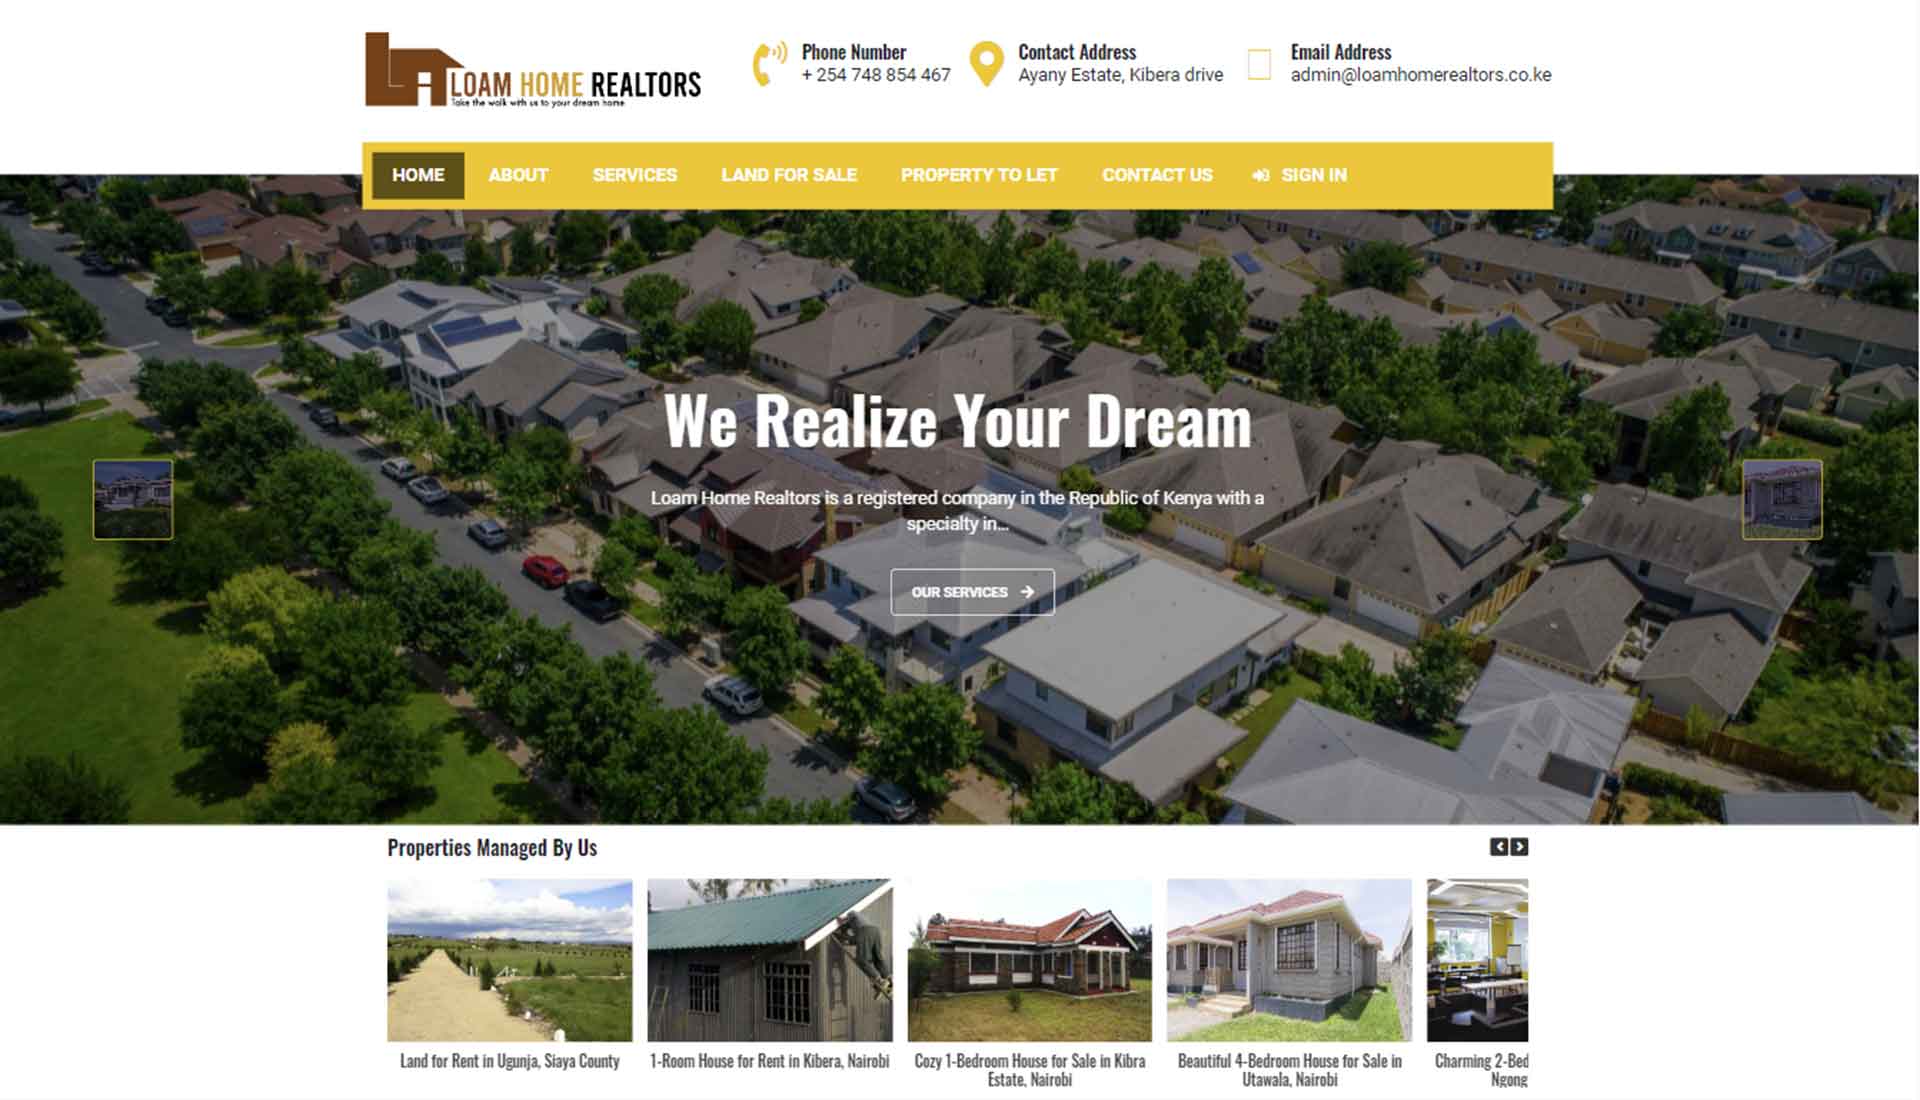 LOAM HOME REALTORS
Take the walk with us to your dream home.
Phone Number
+ 254 748 854 467
Contact Address
Ayany Estate, Kibera drive
Email Address
admin@loamhomerealtors.co.ke
HOME ABOUT SERVICES LAND FOR SALE PROPERTY TO LET CONTACT US SIGN IN
We Realize Your Dream
Loam Home Realtors is a registered company in the Republic of Kenya with a
specialty in...
OUR SERVICES
Properties Managed By Us
Land for Rent in Ugunja, Siaya County
1-Room House for Rent in Kibera, Nairobi
Cozy 1-Bedroom House for Sale in Kibra
Estate, Nairobi
Beautiful 4-Bedroom House for Sale in
Utawala, Nairobi
Charming 2-Bed
Ngong